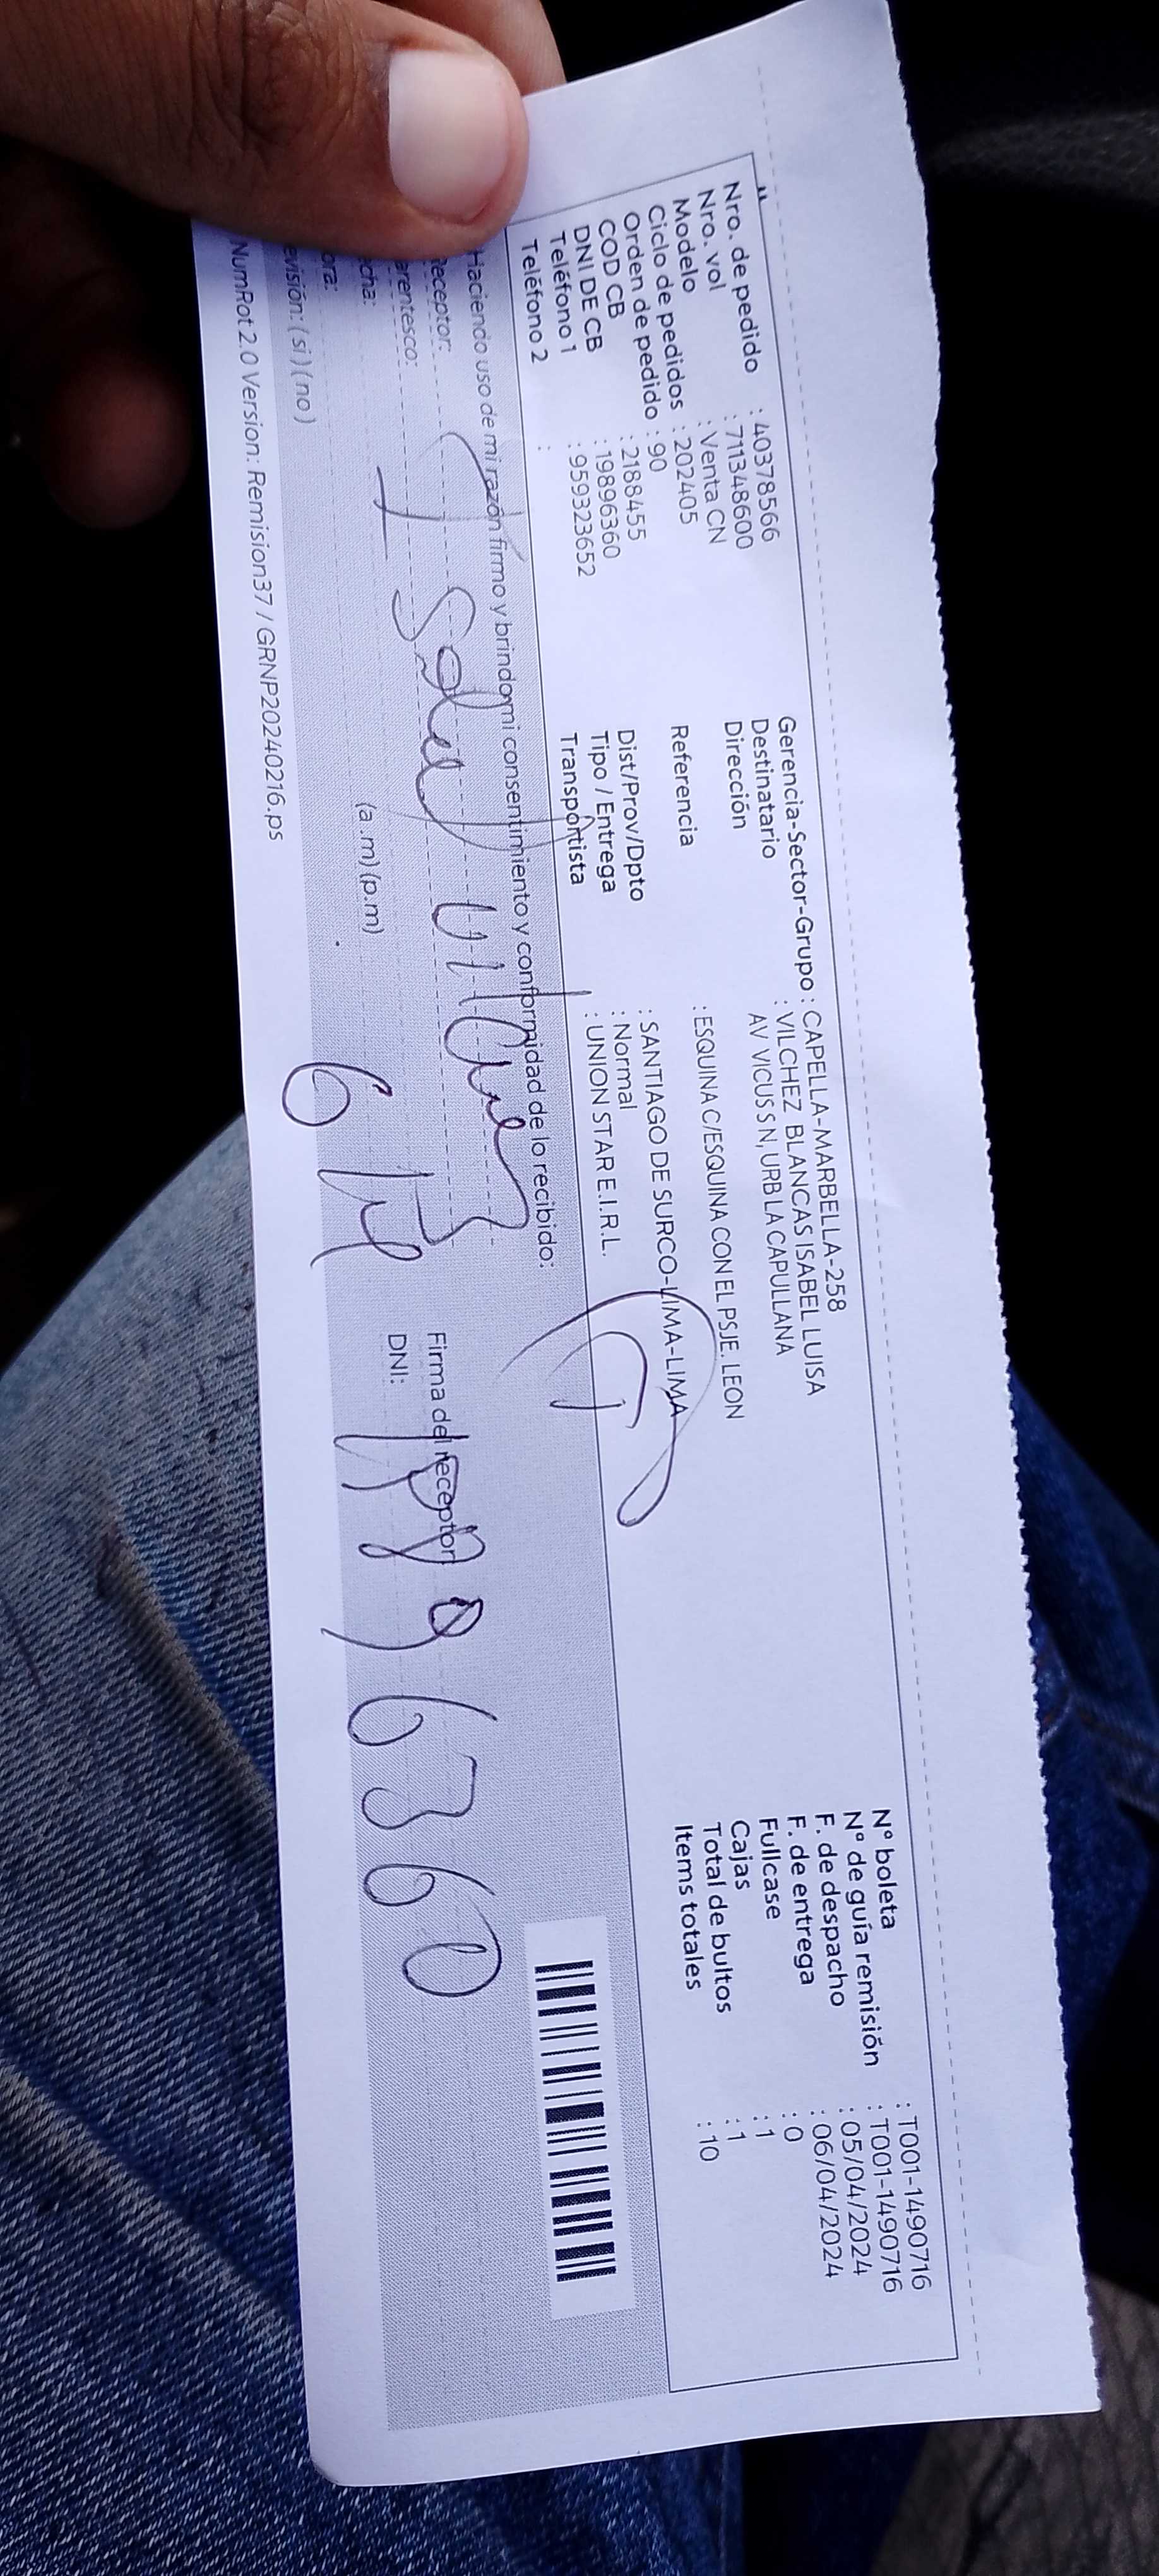 Nro. de pedido : 40378566
Nro. vol : 711348600
Modelo : Venta CN
Ciclo de pedidos : 202405
Orden de pedido : 90
COD CB : 2188455
DNI DE CB : 19896360
Teléfono 1 : 959323652
Teléfono 2 :
Gerencia-Sector-Grupo : CAPELLA-MARBELLA-258
Destinatario : VILCHEZ BLANCAS ISABEL LUISA
Dirección AV VICUS S N, URB LA CAPULLANA
Referencia : ESQUINA C/ESQUINA CON EL PSJE. LEON
Dist/Prov/Dpto : SANTIAGO DE SURCO-LIMA-LIMA
Tipo / Entrega : Normal
Transportista : UNION STAR E.I.R.L.
N° boleta : T001-1490716
N° de guía remisión : T001-1490716
F. de despacho : 05/04/2024
F. de entrega : 06/04/2024
Fullcase : 0
Cajas : 1
Total de bultos : 1
Items totales : 10
Haciendo uso de mi razón firmo y brindo mi consentimiento y conformidad de lo recibido:
Receptor:
arentesco:
echa:
ora: (a .m) (p.m)
evisión: ( si ) ( no )
Firma del receptor
DNI: 19896360
NumRot 2.0 Version: Remision37 / GRNP20240216.ps